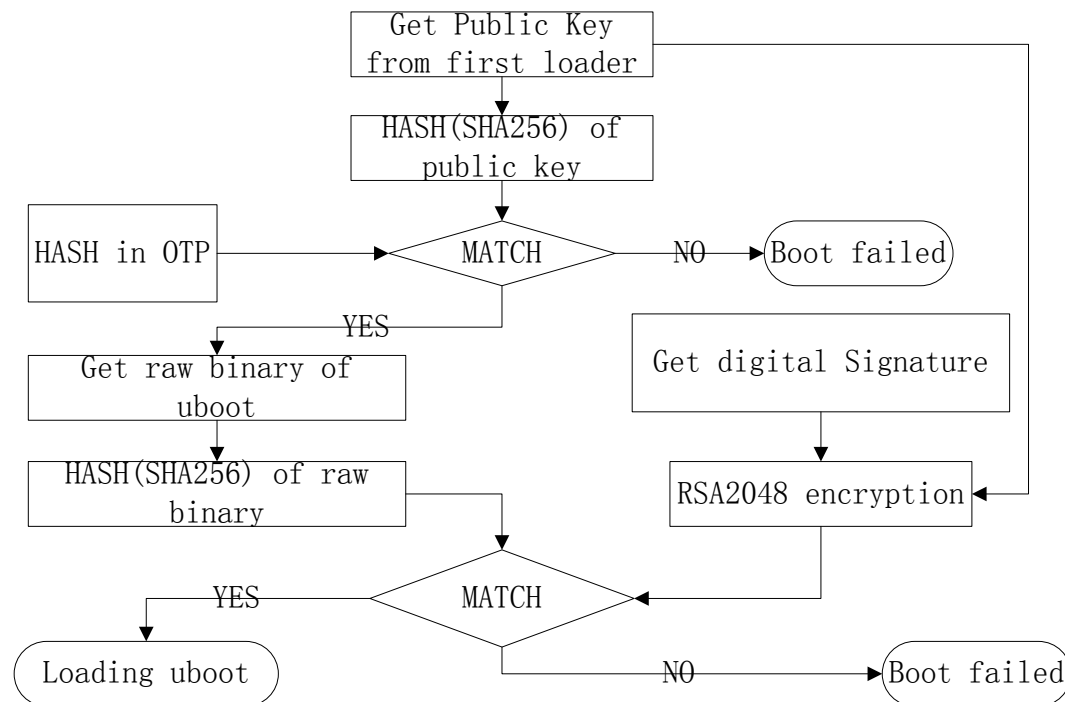 Get Public Key
from first loader
HASH(SHA256) of
public key
HASH in OTP
MATCH
NO
Boot failed
YES
Get raw binary of
uboot
Get digital Signature
HASH(SHA256) of raw
binary
RSA2048 encryption
YES
MATCH
Loading uboot
NO
Boot failed